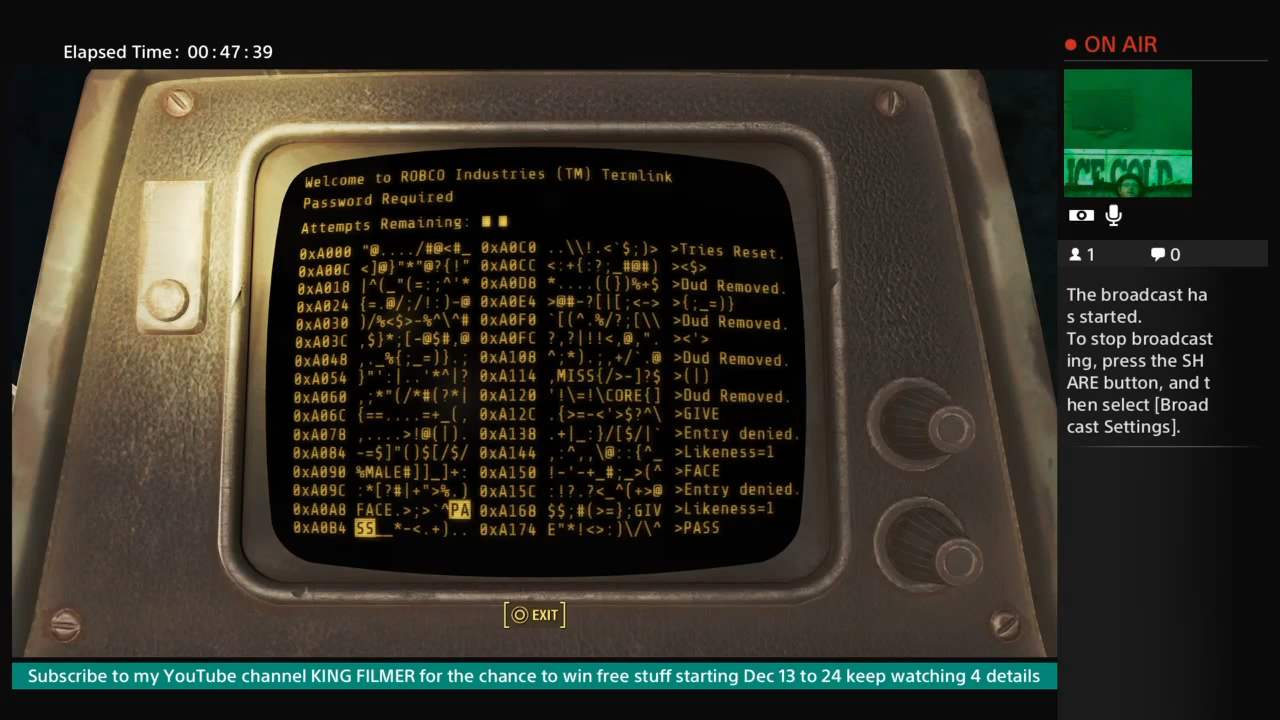 Elapsed Time: 00:47:39
ON AIR
ICE COLD
Welcome to ROBCO Industries (TM) Termlink
Password Required
Attempts Remaining:
0xA000 "@..../#@<#_ 0xA0C0 ..\\!.<`$;)> >Tries Reset.
0xA00C <]@}"*"@?{!" 0xA0CC <:+{:?;_#@#) ><$>
0xA018 |^(_"(=:;^'* 0xA0D8 *....((})%+$ >Dud Removed.
0xA024 {=.@/;/!:)-@ 0xA0E4 >@#-?[|[;<-> >{;_=)}
0xA030 )/%<$>-%^\^# 0xA0F0 `[(^.%/?;[\\ >Dud Removed.
0xA03C ,$}*;[-@$#,@ 0xA0FC ?,?|!!<,@,". ><'>
0xA048 ,._%{;_=)}.; 0xA108 ^;*).;,+/`.@ >Dud Removed.
0xA054 }"':|..'*^|? 0xA114 ,MISS{/>-]?$ >(|)
0xA060 ,;*"(/*#(?*| 0xA120 '!\=!\CORE{] >Dud Removed.
0xA06C {==....=+_(, 0xA12C .{>=-<'>$?^\ >GIVE
0xA078 ,....>!@(|). 0xA138 .+|_:}/[$/|` >Entry denied.
0xA084 -=$]"()$[/$/ 0xA144 ,:^,,\@::{^_ >Likeness=1
0xA090 %MALE#]]_]+: 0xA150 !-'-+_#;_>(^ >FACE
0xA09C :*[?#|+">%.) 0xA15C :!?.?<_^(+>@ >Entry denied.
0xA0A8 FACE.>;>`^PA 0xA168 $$;#(>=};GIV >Likeness=1
0xA0B4 SS__*-<.+).. 0xA174 E"*!<>:)\/\^ >PASS
EXIT
1 0
The broadcast ha
s started.
To stop broadcast
ing, press the SH
ARE button, and t
hen select [Broad
cast Settings].
Subscribe to my YouTube channel KING FILMER for the chance to win free stuff starting Dec 13 to 24 keep watching 4 details